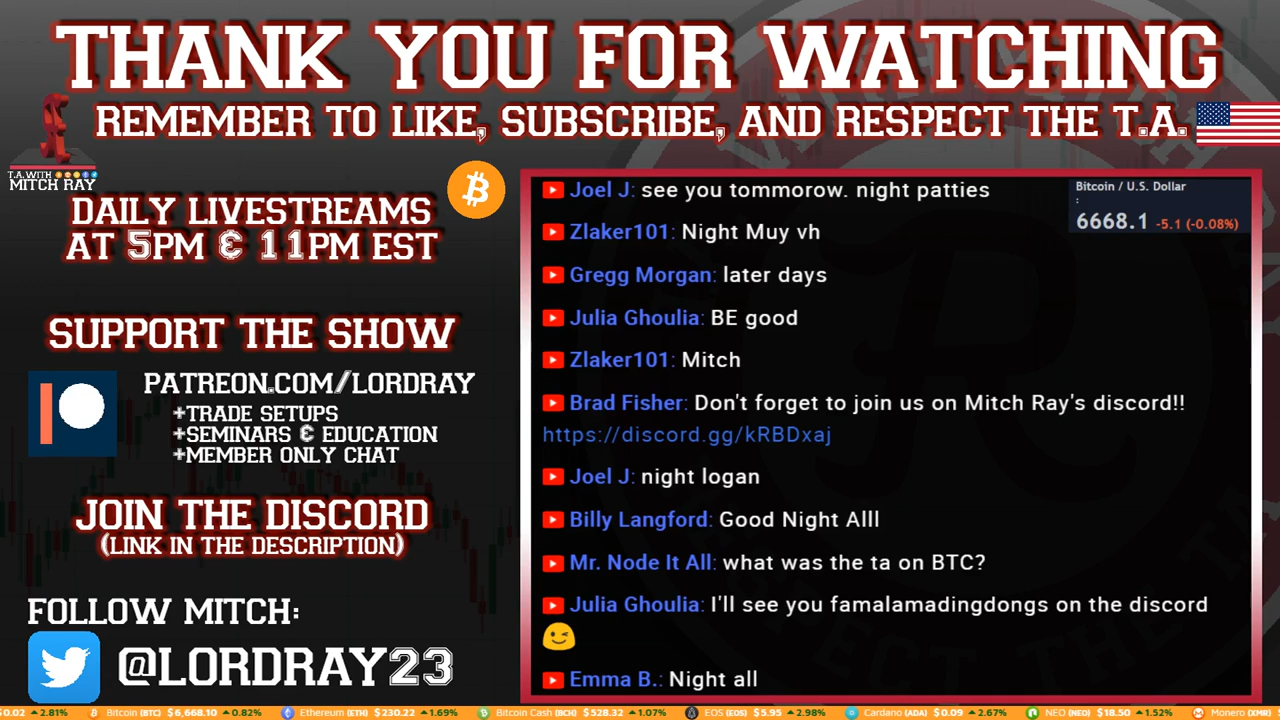 THANK YOU FOR WATCHING
REMEMBER TO LIKE, SUBSCRIBE, AND RESPECT THE T.A.
T.A. WITH
MITCH RAY
DAILY LIVESTREAMS
AT 5PM & 11PM EST
SUPPORT THE SHOW
PATREON.COM/LORDRAY
+TRADE SETUPS
+SEMINARS & EDUCATION
+MEMBER ONLY CHAT
JOIN THE DISCORD
(LINK IN THE DESCRIPTION)
FOLLOW MITCH:
@LORDRAY23
Joel J: see you tommorow. night patties
Zlaker101: Night Muy vh
Gregg Morgan: later days
Julia Ghoulia: BE good
Zlaker101: Mitch
Brad Fisher: Don't forget to join us on Mitch Ray's discord!!
https://discord.gg/kRBDxaj
Joel J: night logan
Billy Langford: Good Night Alll
Mr. Node It All: what was the ta on BTC?
Julia Ghoulia: I'll see you famalamadingdongs on the discord
😉
Emma B.: Night all
Bitcoin / U.S. Dollar
:
6668.1 -5.1 (-0.08%)
$0.02 ▲2.81% Bitcoin (BTC) $6,668.10 ▲0.82% Ethereum (ETH) $230.22 ▲1.69% Bitcoin Cash (BCH) $528.32 ▲1.07% EOS (EOS) $5.95 ▲2.98% Cardano (ADA) $0.09 ▲2.67% NEO (NEO) $18.50 ▲1.52% Monero (XMR)